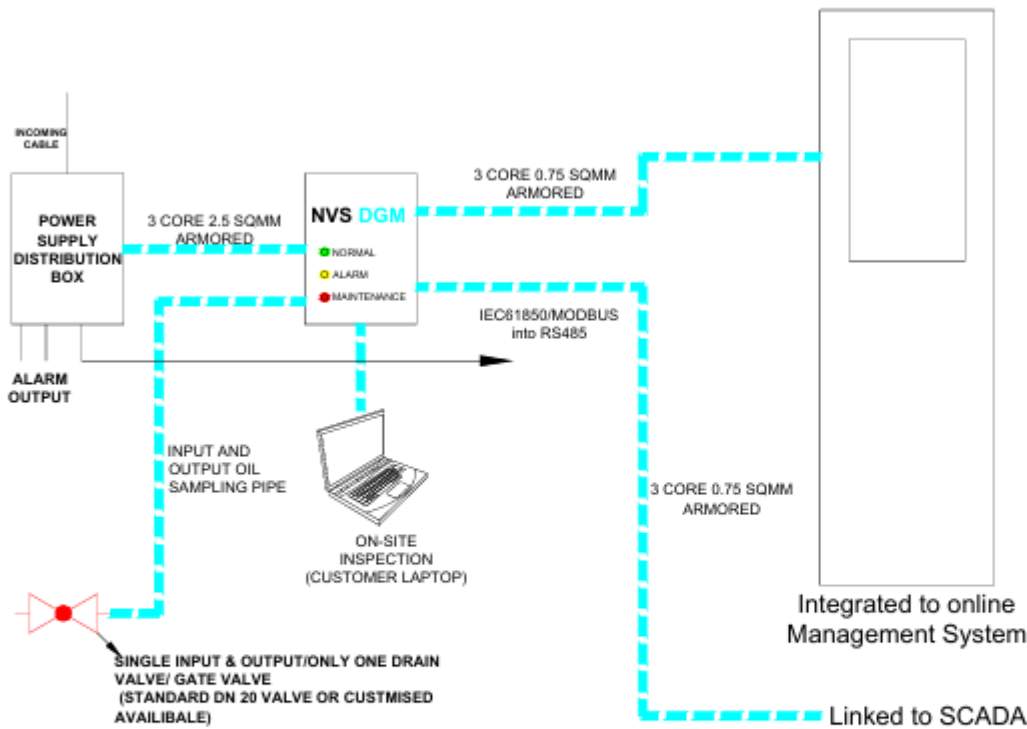 INCOMING
CABLE
POWER
SUPPLY
DISTRIBUTION
BOX
3 CORE 2.5 SQMM
ARMORED
NVS DGM
NORMAL
ALARM
MAINTENANCE
3 CORE 0.75 SQMM
ARMORED
IEC61850/MODBUS
into RS485
ALARM
OUTPUT
INPUT AND
OUTPUT OIL
SAMPLING PIPE
ON-SITE
INSPECTION
(CUSTOMER LAPTOP)
3 CORE 0.75 SQMM
ARMORED
Integrated to online
Management System
SINGLE INPUT & OUTPUT/ONLY ONE DRAIN
VALVE/ GATE VALVE
(STANDARD DN 20 VALVE OR CUSTMISED
AVAILIBALE)
Linked to SCADA